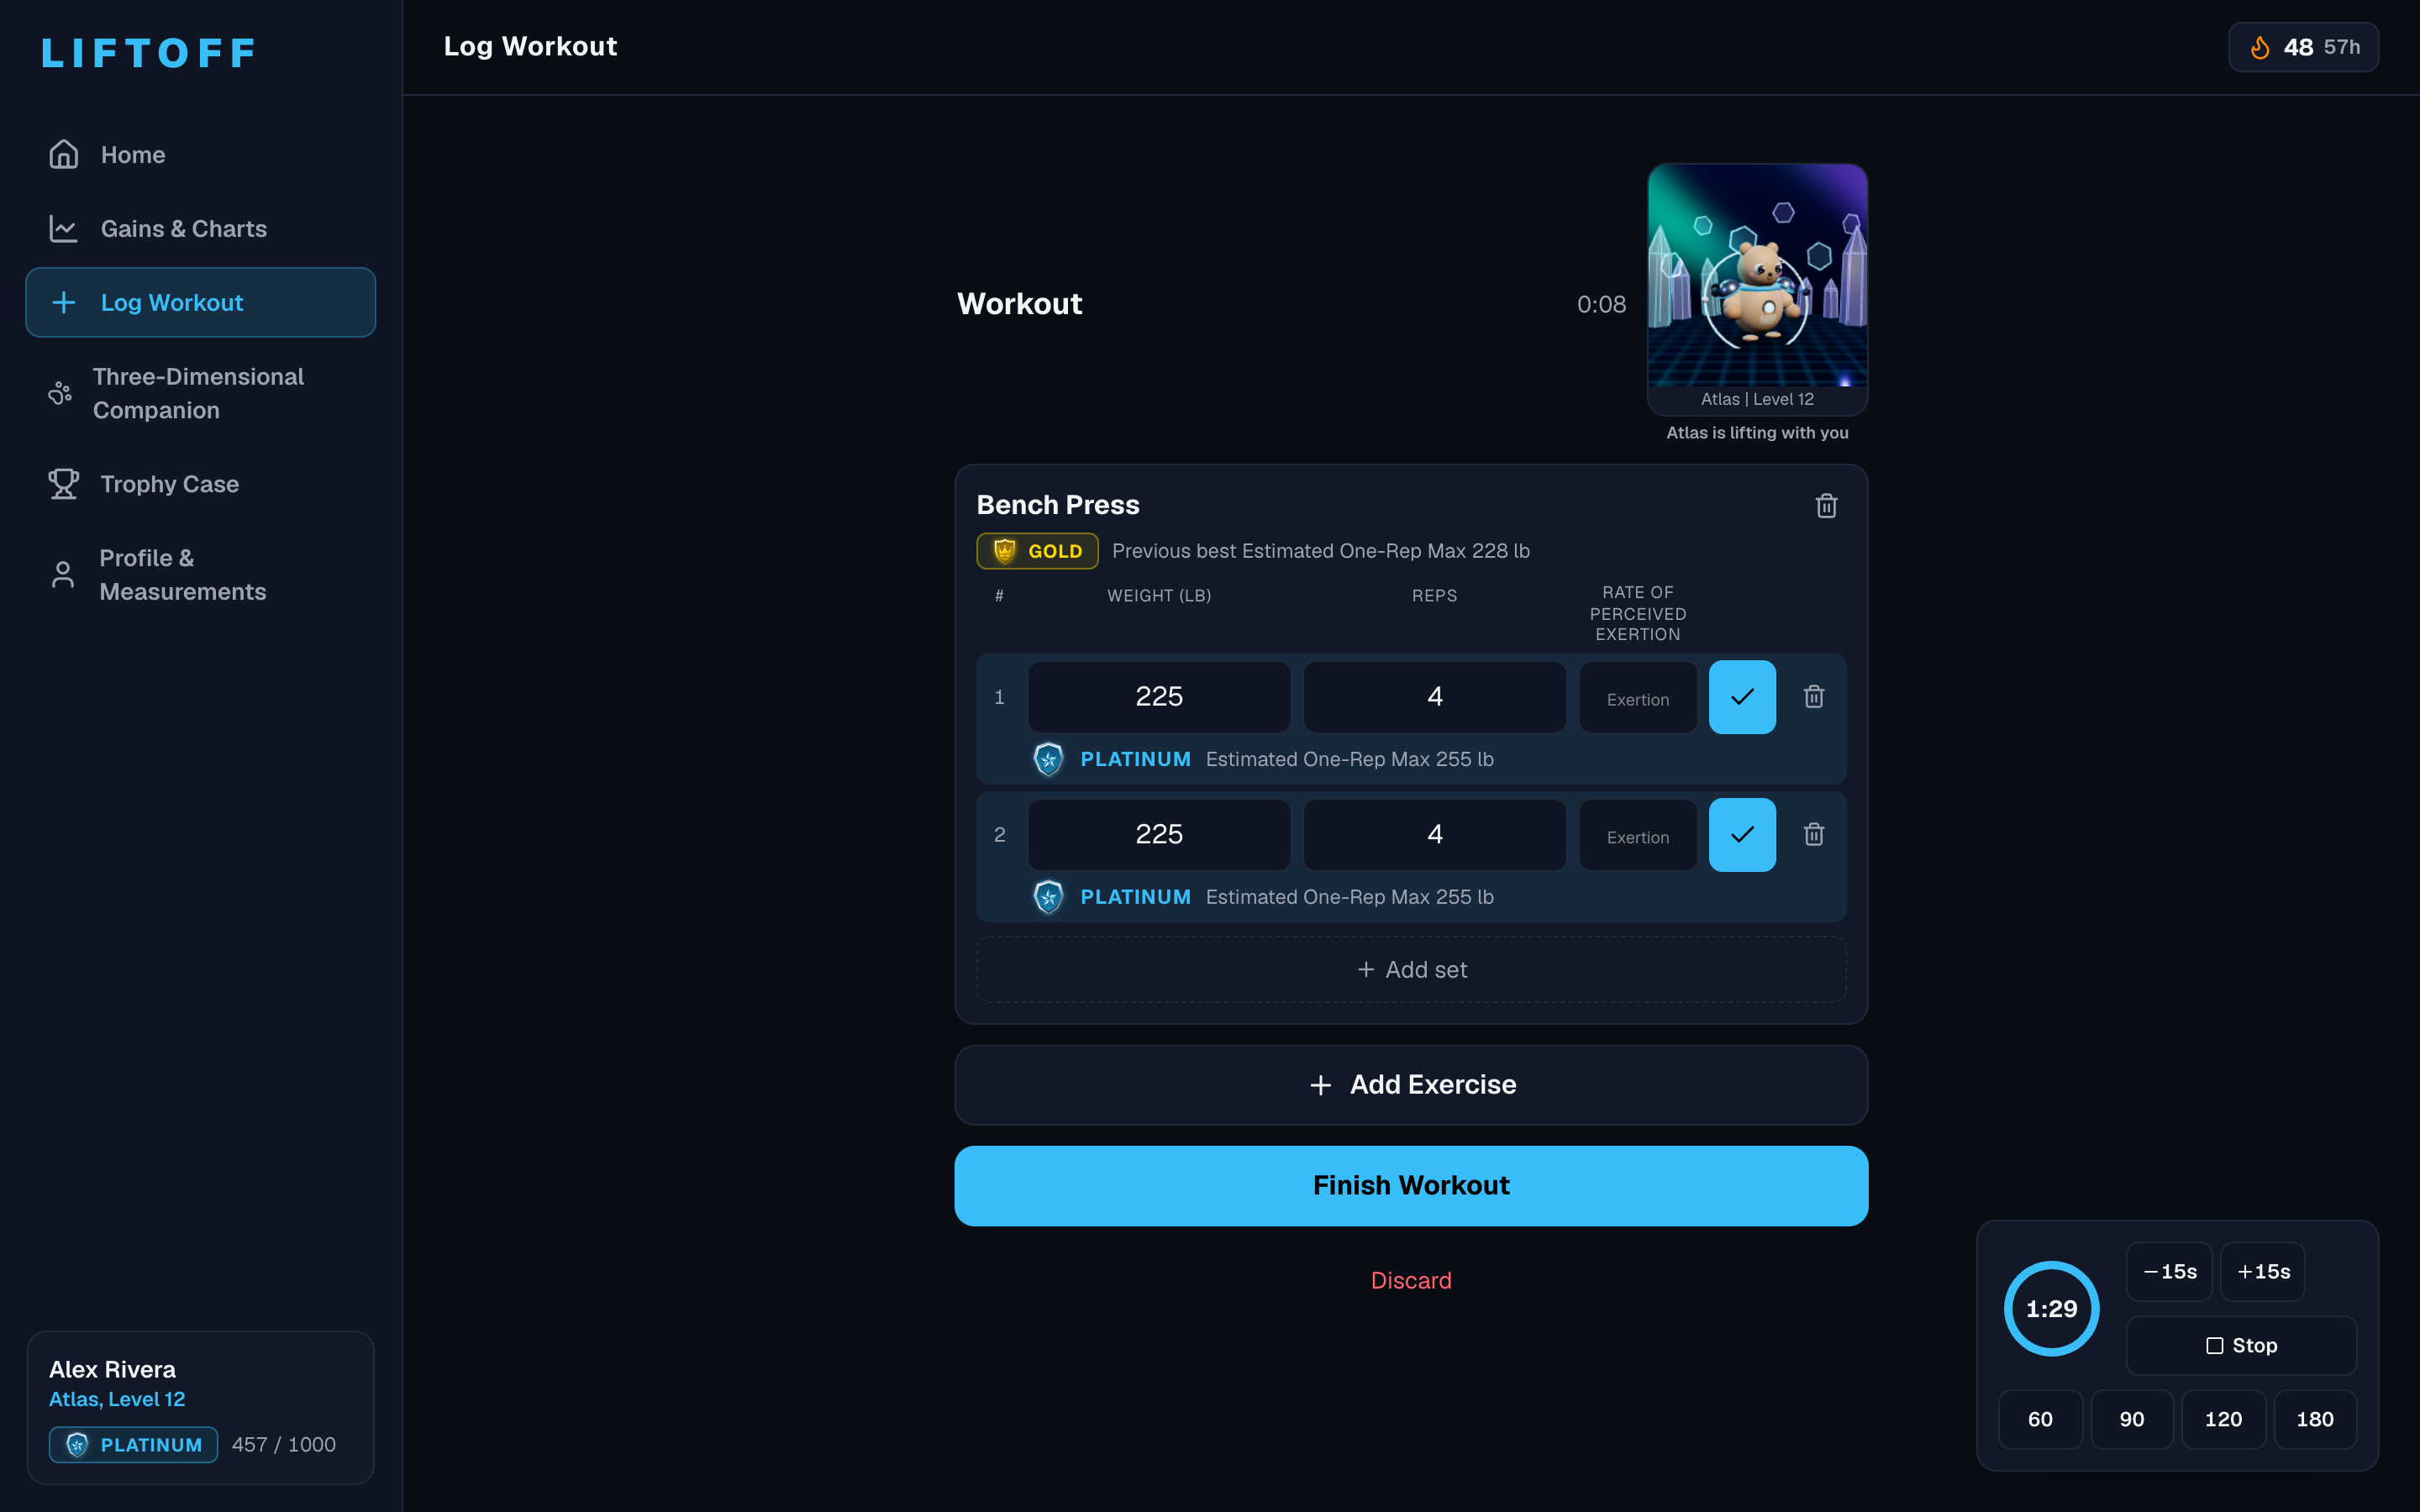 LIFTOFF
Home
Gains & Charts
Log Workout
Three-Dimensional
Companion
Trophy Case
Profile &
Measurements
Alex Rivera
Atlas, Level 12
PLATINUM 457 / 1000
Log Workout
48 57h
Workout
0:08
Atlas | Level 12
Atlas is lifting with you
Bench Press
GOLD Previous best Estimated One-Rep Max 228 lb
# WEIGHT (LB) REPS RATE OF
PERCEIVED
EXERTION
1 225 4 Exertion
PLATINUM Estimated One-Rep Max 255 lb
2 225 4 Exertion
PLATINUM Estimated One-Rep Max 255 lb
+ Add set
+ Add Exercise
Finish Workout
Discard
1:29
−15s +15s
Stop
60 90 120 180